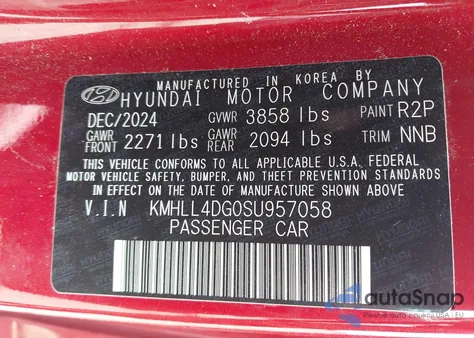 MANUFACTURED IN KOREA BY
HYUNDAI MOTOR COMPANY
DEC/2024 GVWR 3858 lbs PAINT R2P
GAWR FRONT 2271 lbs GAWR REAR 2094 lbs TRIM NNB
THIS VEHICLE CONFORMS TO ALL APPLICABLE U.S.A. FEDERAL
MOTOR VEHICLE SAFETY, BUMPER, AND THEFT PREVENTION STANDARDS
IN EFFECT ON THE DATE OF MANUFACTURE SHOWN ABOVE.
V.I.N KMHLL4DG0SU957058
PASSENGER CAR
autoSnap